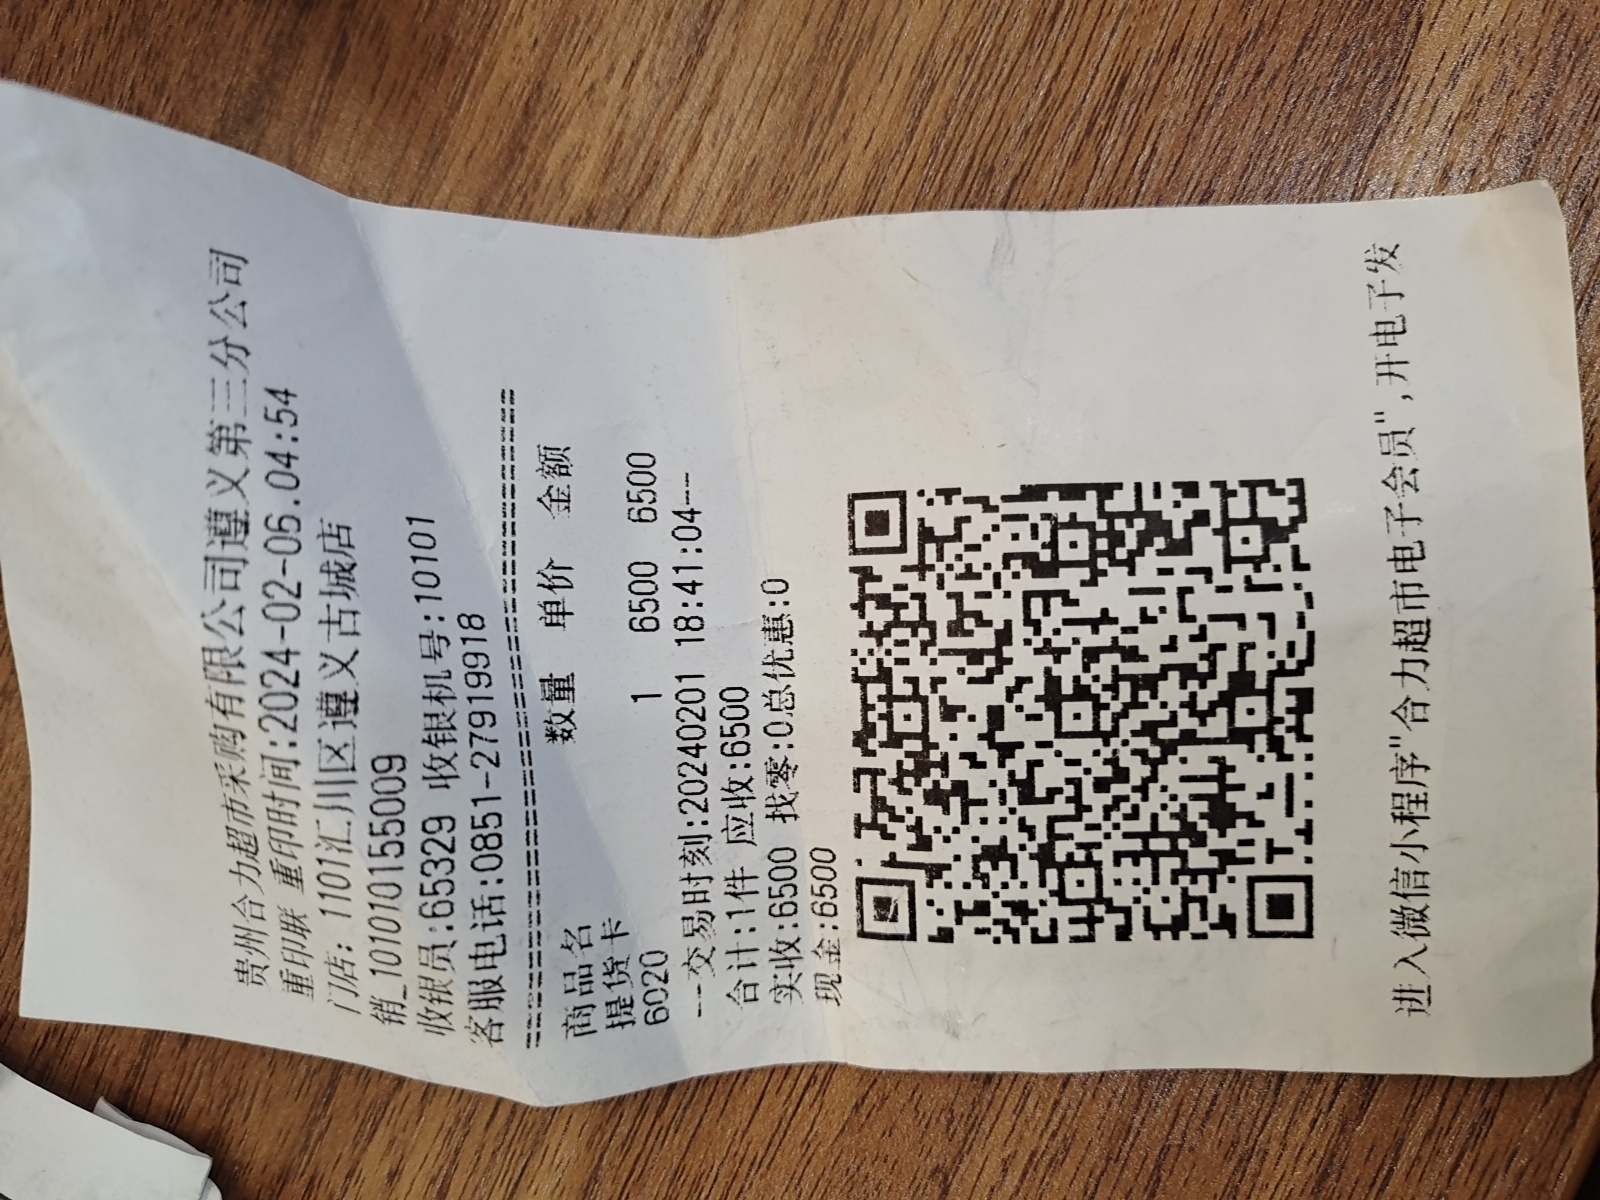 贵州合力超市采购有限公司遵义第三分公司
重印联 重印时间:2024-02-06.04:54
门店: 1101汇川区遵义古城店
销_1010101550​09
收银员:65329 收银机号:10101
客服电话:0851-27919918
商品名 数量 单价 金额
提货卡
6020 1 6500 6500
--交易时刻:20240201 18:41:04--
合计:1件 应收:6500
实收:6500 找零:0总优惠:0
现金:6500
进入微信小程序"合力超市电子会员",开电子发